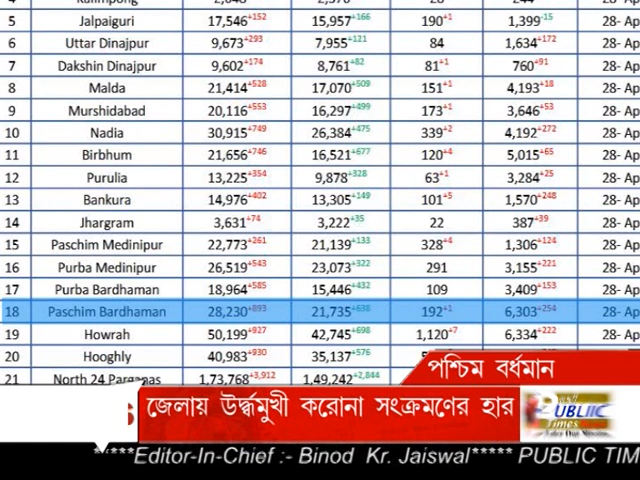 5 Jalpaiguri 17,546+152 15,957+166 190+1 1,399-15 28- Ap
6 Uttar Dinajpur 9,673+293 7,955+121 84 1,634+172 28- Ap
7 Dakshin Dinajpur 9,602+174 8,761+82 81+1 760+91 28- Ap
8 Malda 21,414+528 17,070+509 151+1 4,193+18 28- Ap
9 Murshidabad 20,116+553 16,297+499 173+1 3,646+53 28- Ap
10 Nadia 30,915+749 26,384+475 339+2 4,192+272 28- Ap
11 Birbhum 21,656+746 16,521+677 120+4 5,015+65 28- Ap
12 Purulia 13,225+354 9,878+328 63+1 3,284+25 28- Ap
13 Bankura 14,976+402 13,305+149 101+5 1,570+248 28- Ap
14 Jhargram 3,631+74 3,222+35 22 387+39 28- Ap
15 Paschim Medinipur 22,773+261 21,139+133 328+4 1,306+124 28- Ap
16 Purba Medinipur 26,519+543 23,073+322 291 3,155+221 28- Ap
17 Purba Bardhaman 18,964+585 15,446+432 109 3,409+153 28- Ap
18 Paschim Bardhaman 28,230+893 21,735+638 192+1 6,303+254 28- Ap
19 Howrah 50,199+927 42,745+698 1,120+7 6,334+222 28- Ap
20 Hooghly 40,983+930 35,137+576
21 North 24 Parganas 1,73,768+3,912 1,49,242+2,844
পশ্চিম বর্ধমান
জেলায় উর্দ্ধমুখী করোনা সংক্রমণের হার
PUBLIIC
Times
*****Editor-In-Chief :- Binod Kr. Jaiswal***** PUBLIC TIM